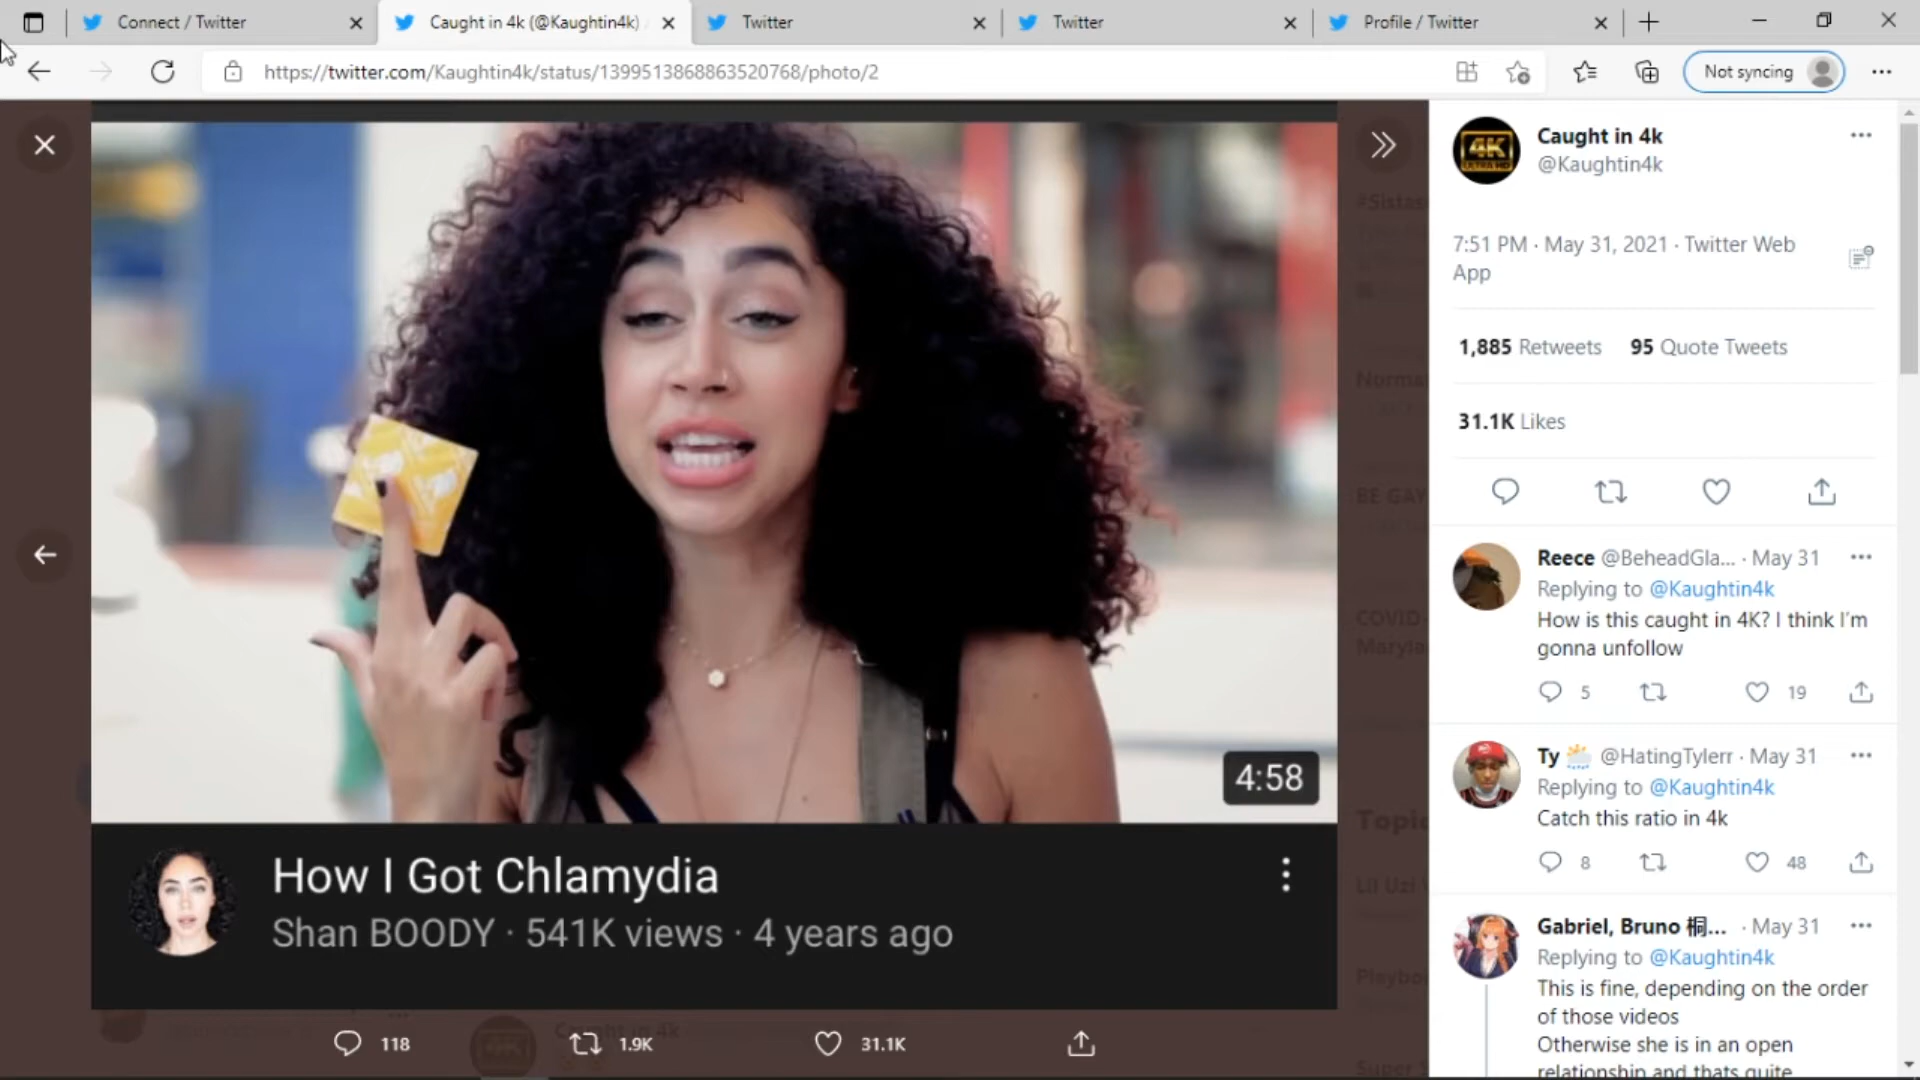 Connect / Twitter
Caught in 4k (@Kaughtin4k)
Twitter
Twitter
Profile / Twitter
https://twitter.com/Kaughtin4k/status/1399513868863520768/photo/2
Not syncing
4:58
How I Got Chlamydia
Shan BOODY · 541K views · 4 years ago
118
1.9K
31.1K
4K
ULTRA HD
Caught in 4k
@Kaughtin4k
7:51 PM · May 31, 2021 · Twitter Web
App
1,885 Retweets 95 Quote Tweets
31.1K Likes
Reece @BeheadGla... · May 31
Replying to @Kaughtin4k
How is this caught in 4K? I think I'm
gonna unfollow
5
19
Ty @HatingTylerr · May 31
Replying to @Kaughtin4k
Catch this ratio in 4k
8
48
Gabriel, Bruno 桐... · May 31
Replying to @Kaughtin4k
This is fine, depending on the order
of those videos
Otherwise she is in an open
relationship and thats quite